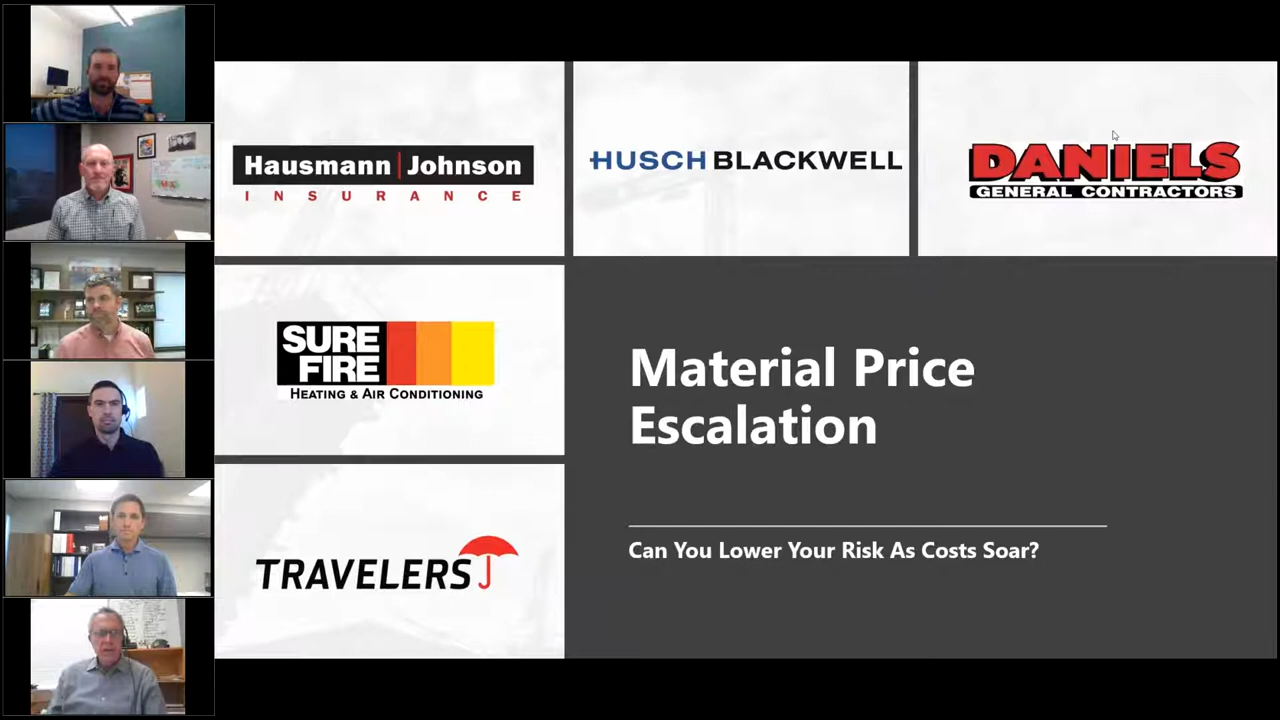 Hausmann Johnson
INSURANCE
HUSCH BLACKWELL
DANIELS
GENERAL CONTRACTORS
SURE
FIRE
HEATING & AIR CONDITIONING
Material Price
Escalation
TRAVELERS
Can You Lower Your Risk As Costs Soar?